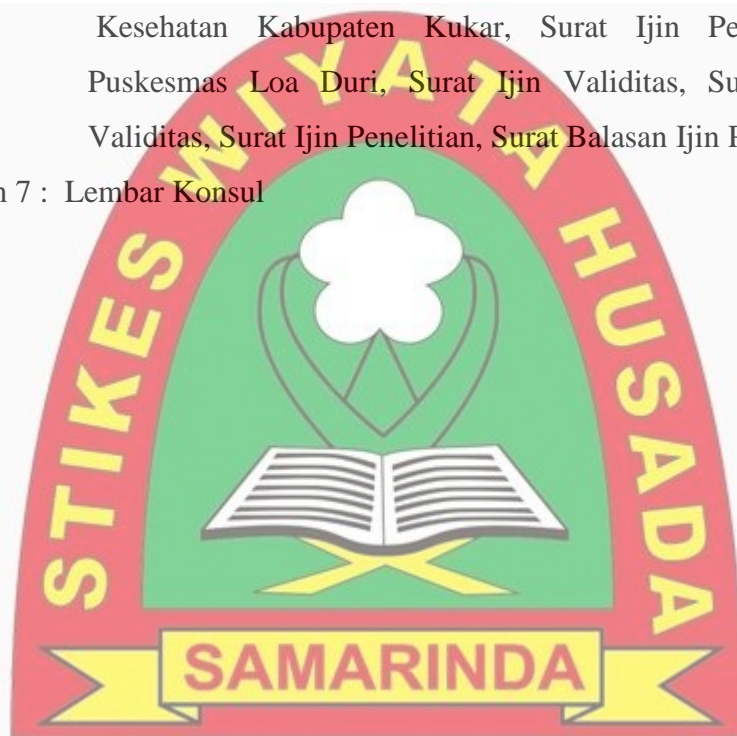 Kesehatan Kabupaten Kukar, Surat Ijin Pe
Puskesmas Loa Duri, Surat Ijin Validitas, Su
Validitas, Surat Ijin Penelitian, Surat Balasan Ijin P
n 7 : Lembar Konsul
STIKES WIYATA HUSADA
SAMARINDA